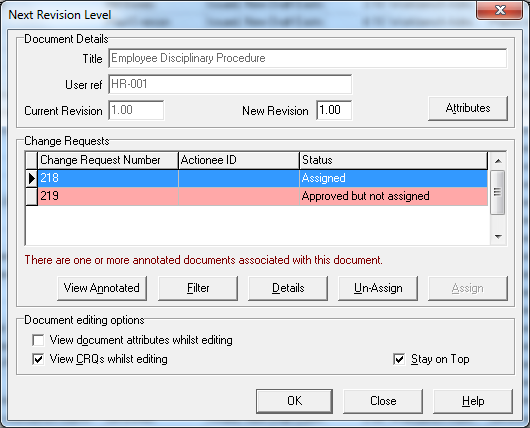 Next Revision Level
Document Details
Title Employee Disciplinary Procedure
User ref HR-001
Current Revision 1.00 New Revision 1.00 Attributes
Change Requests
Change Request Number Actionee ID Status
218 Assigned
219 Approved but not assigned
There are one or more annotated documents associated with this document.
View Annotated Filter Details Un-Assign Assign
Document editing options
View document attributes whilst editing
View CRQs whilst editing Stay on Top
OK Close Help